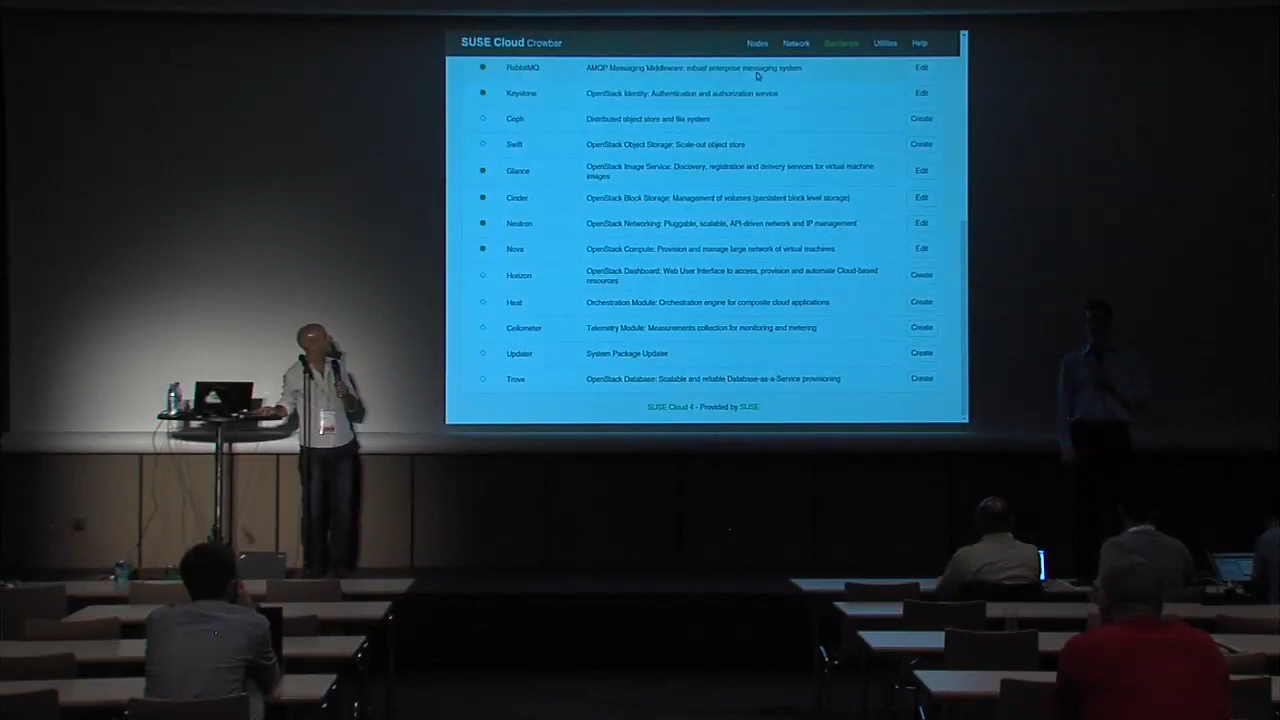 SUSE Cloud Crowbar Nodes Network Barclamps Utilities Help
RabbitMQ AMQP Messaging Middleware: robust enterprise messaging system Edit
Keystone OpenStack Identity: Authentication and authorization service Edit
Ceph Distributed object store and file system Create
Swift OpenStack Object Storage: Scale-out object store Create
Glance OpenStack Image Service: Discovery, registration and delivery services for virtual machine
images Edit
Cinder OpenStack Block Storage: Management of volumes (persistent block level storage) Edit
Neutron OpenStack Networking: Pluggable, scalable, API-driven network and IP management Edit
Nova OpenStack Compute: Provision and manage large network of virtual machines Edit
Horizon OpenStack Dashboard: Web User Interface to access, provision and automate Cloud-based
resources Create
Heat Orchestration Module: Orchestration engine for composite cloud applications Create
Ceilometer Telemetry Module: Measurements collection for monitoring and metering Create
Updater System Package Updater Create
Trove OpenStack Database: Scalable and reliable Database-as-a-Service provisioning Create
SUSE Cloud 4 - Provided by SUSE